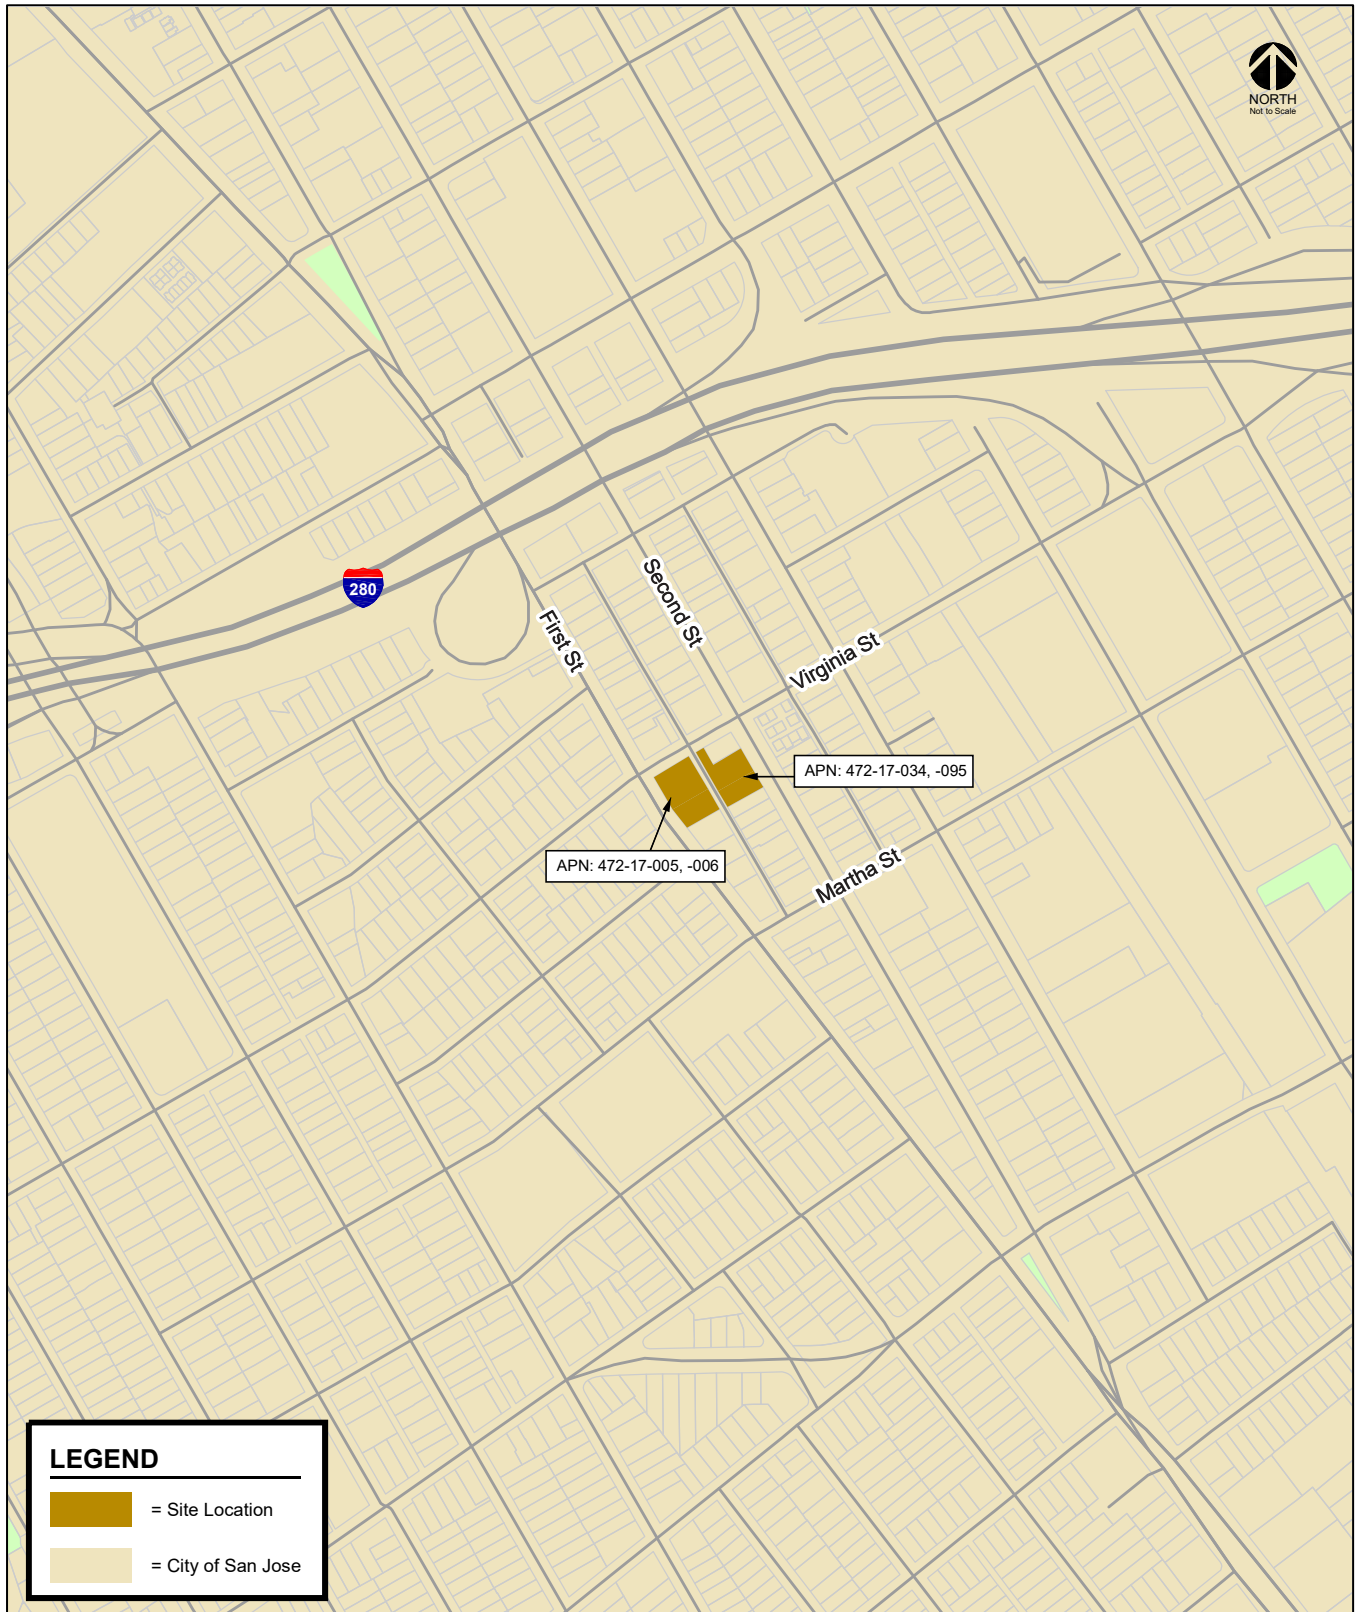 NORTH
Not to Scale
280
Second St
First St
Virginia St
APN: 472-17-034, -095
APN: 472-17-005, -006
Martha St
LEGEND
= Site Location
= City of San Jose